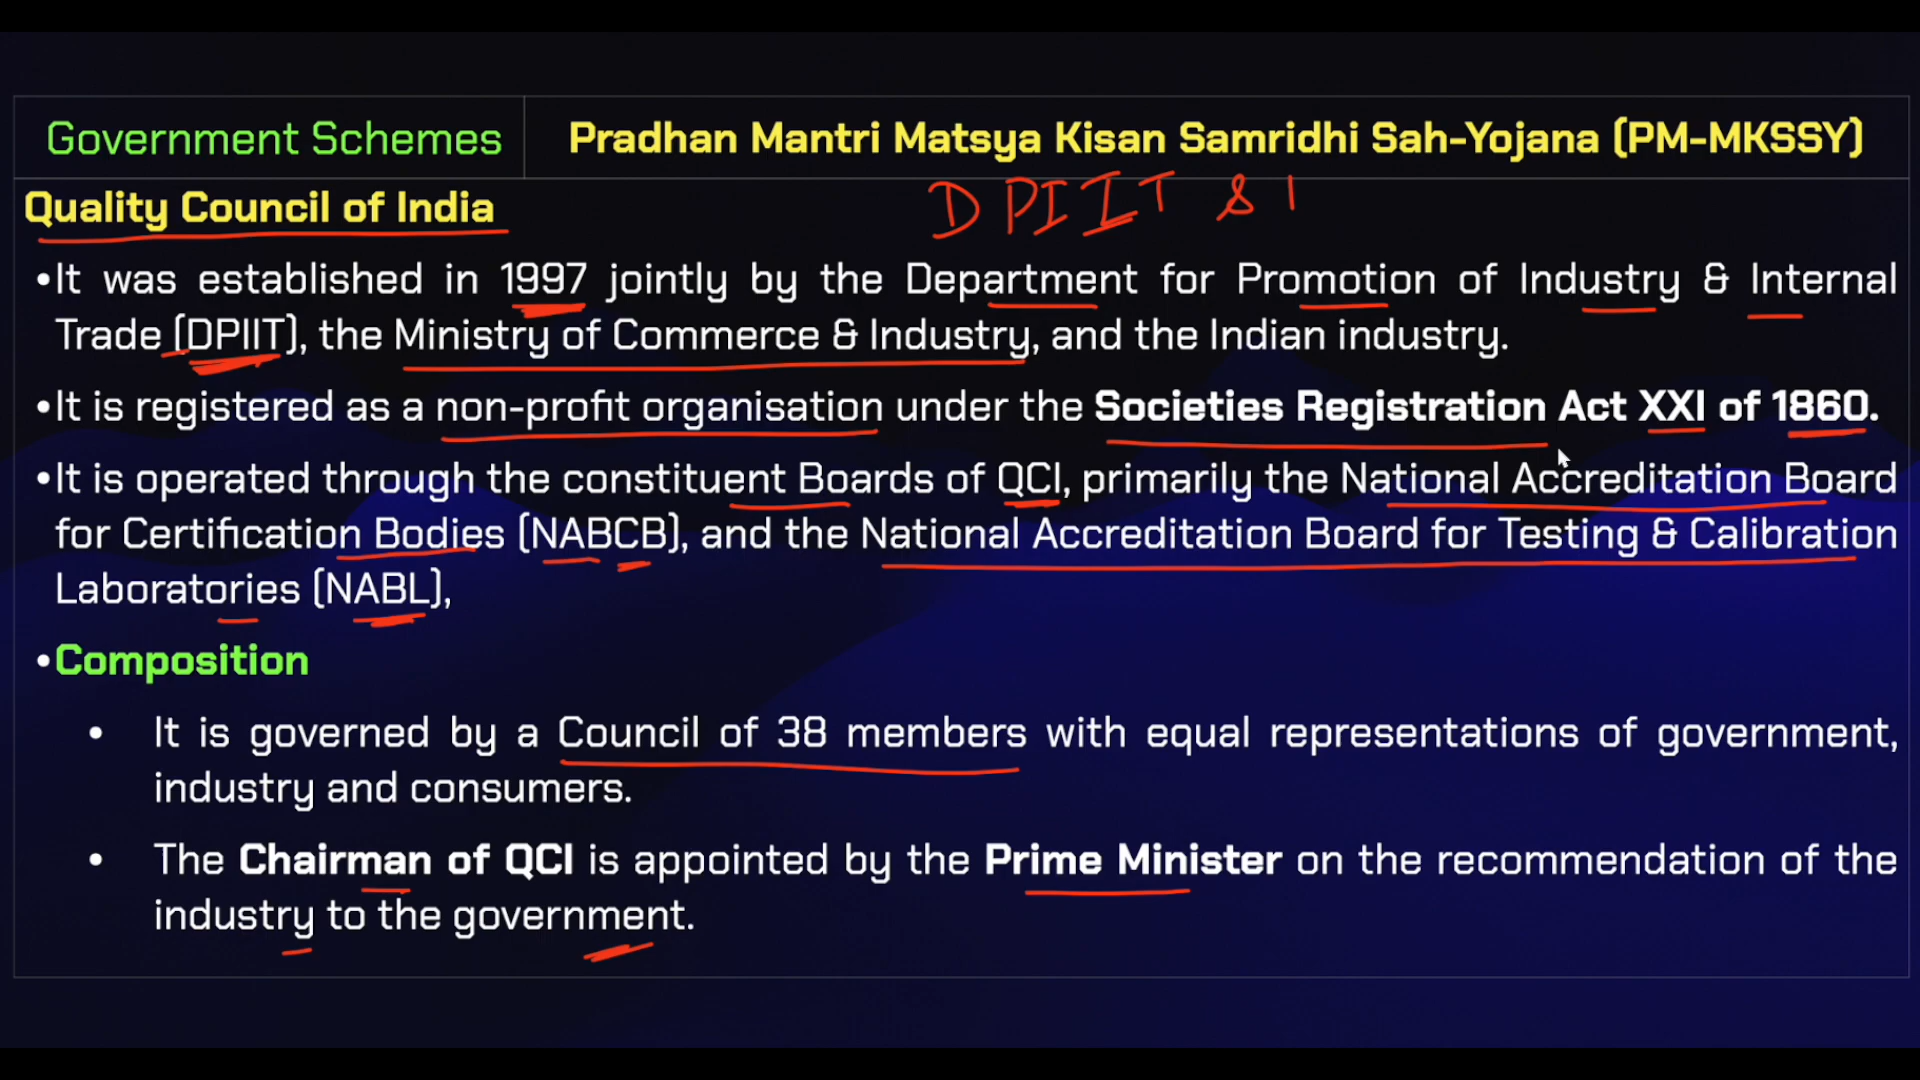 Government Schemes
Pradhan Mantri Matsya Kisan Samridhi Sah-Yojana (PM-MKSSY)
Quality Council of India
DPIIT & I
•It was established in 1997 jointly by the Department for Promotion of Industry & Internal
Trade (DPIIT), the Ministry of Commerce & Industry, and the Indian industry.
•It is registered as a non-profit organisation under the Societies Registration Act XXI of 1860.
•It is operated through the constituent Boards of QCI, primarily the National Accreditation Board
for Certification Bodies (NABCB), and the National Accreditation Board for Testing & Calibration
Laboratories (NABL),
•Composition
• It is governed by a Council of 38 members with equal representations of government,
industry and consumers.
• The Chairman of QCI is appointed by the Prime Minister on the recommendation of the
industry to the government.